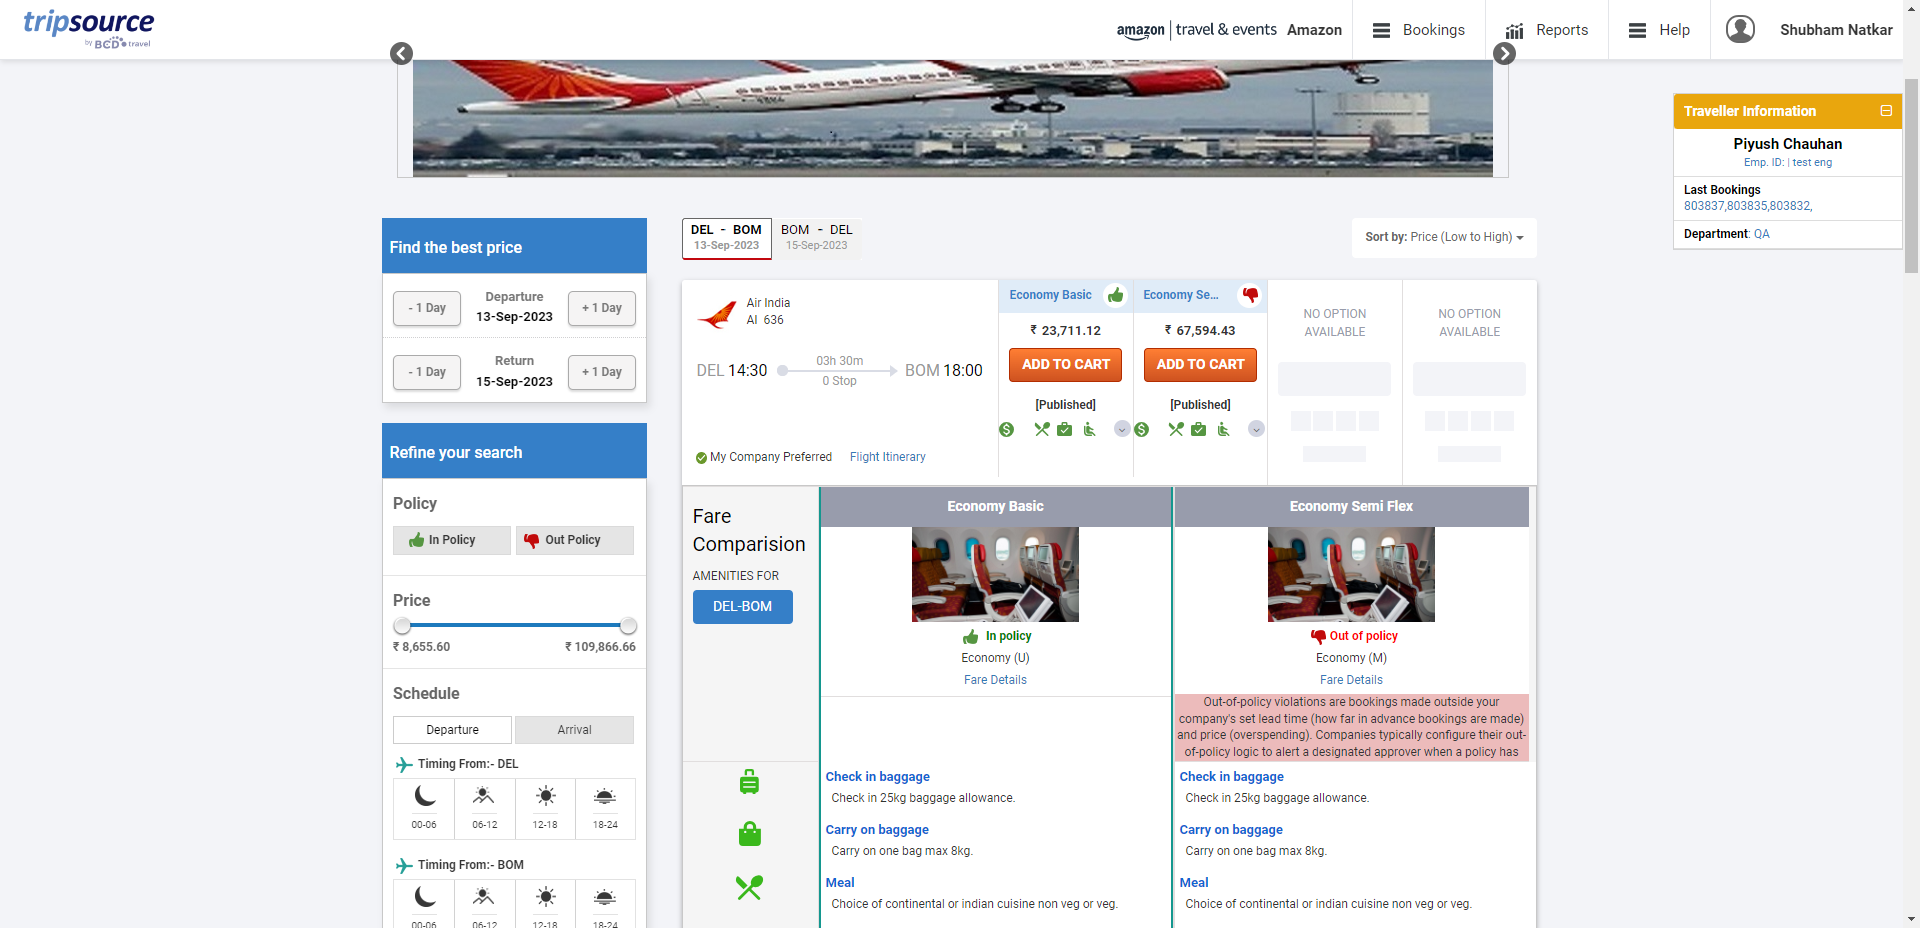 tripsource
by BCD travel
amazon travel & events Amazon
Bookings
Reports
Help
Shubham Natkar
Traveller Information
Piyush Chauhan
Emp. ID: | test eng
Last Bookings
803837,803835,803832,
Department: QA
Find the best price
- 1 Day
Departure
13-Sep-2023
+ 1 Day
- 1 Day
Return
15-Sep-2023
+ 1 Day
Refine your search
Policy
In Policy
Out Policy
Price
₹ 8,655.60
₹ 109,866.66
Schedule
Departure
Arrival
Timing From:- DEL
00-06
06-12
12-18
18-24
Timing From:- BOM
00-06
06-12
12-18
18-24
DEL - BOM
13-Sep-2023
BOM - DEL
15-Sep-2023
Sort by: Price (Low to High)
Air India
AI 636
DEL 14:30
03h 30m
0 Stop
BOM 18:00
My Company Preferred
Flight Itinerary
Economy Basic
₹ 23,711.12
ADD TO CART
[Published]
Economy Se...
₹ 67,594.43
ADD TO CART
[Published]
NO OPTION
AVAILABLE
NO OPTION
AVAILABLE
Fare
Comparision
AMENITIES FOR
DEL-BOM
Economy Basic
In policy
Economy (U)
Fare Details
Economy Semi Flex
Out of policy
Economy (M)
Fare Details
Out-of-policy violations are bookings made outside your
company's set lead time (how far in advance bookings are made)
and price (overspending). Companies typically configure their out-
of-policy logic to alert a designated approver when a policy has
Check in baggage
Check in 25kg baggage allowance.
Carry on baggage
Carry on one bag max 8kg.
Meal
Choice of continental or indian cuisine non veg or veg.
Check in baggage
Check in 25kg baggage allowance.
Carry on baggage
Carry on one bag max 8kg.
Meal
Choice of continental or indian cuisine non veg or veg.